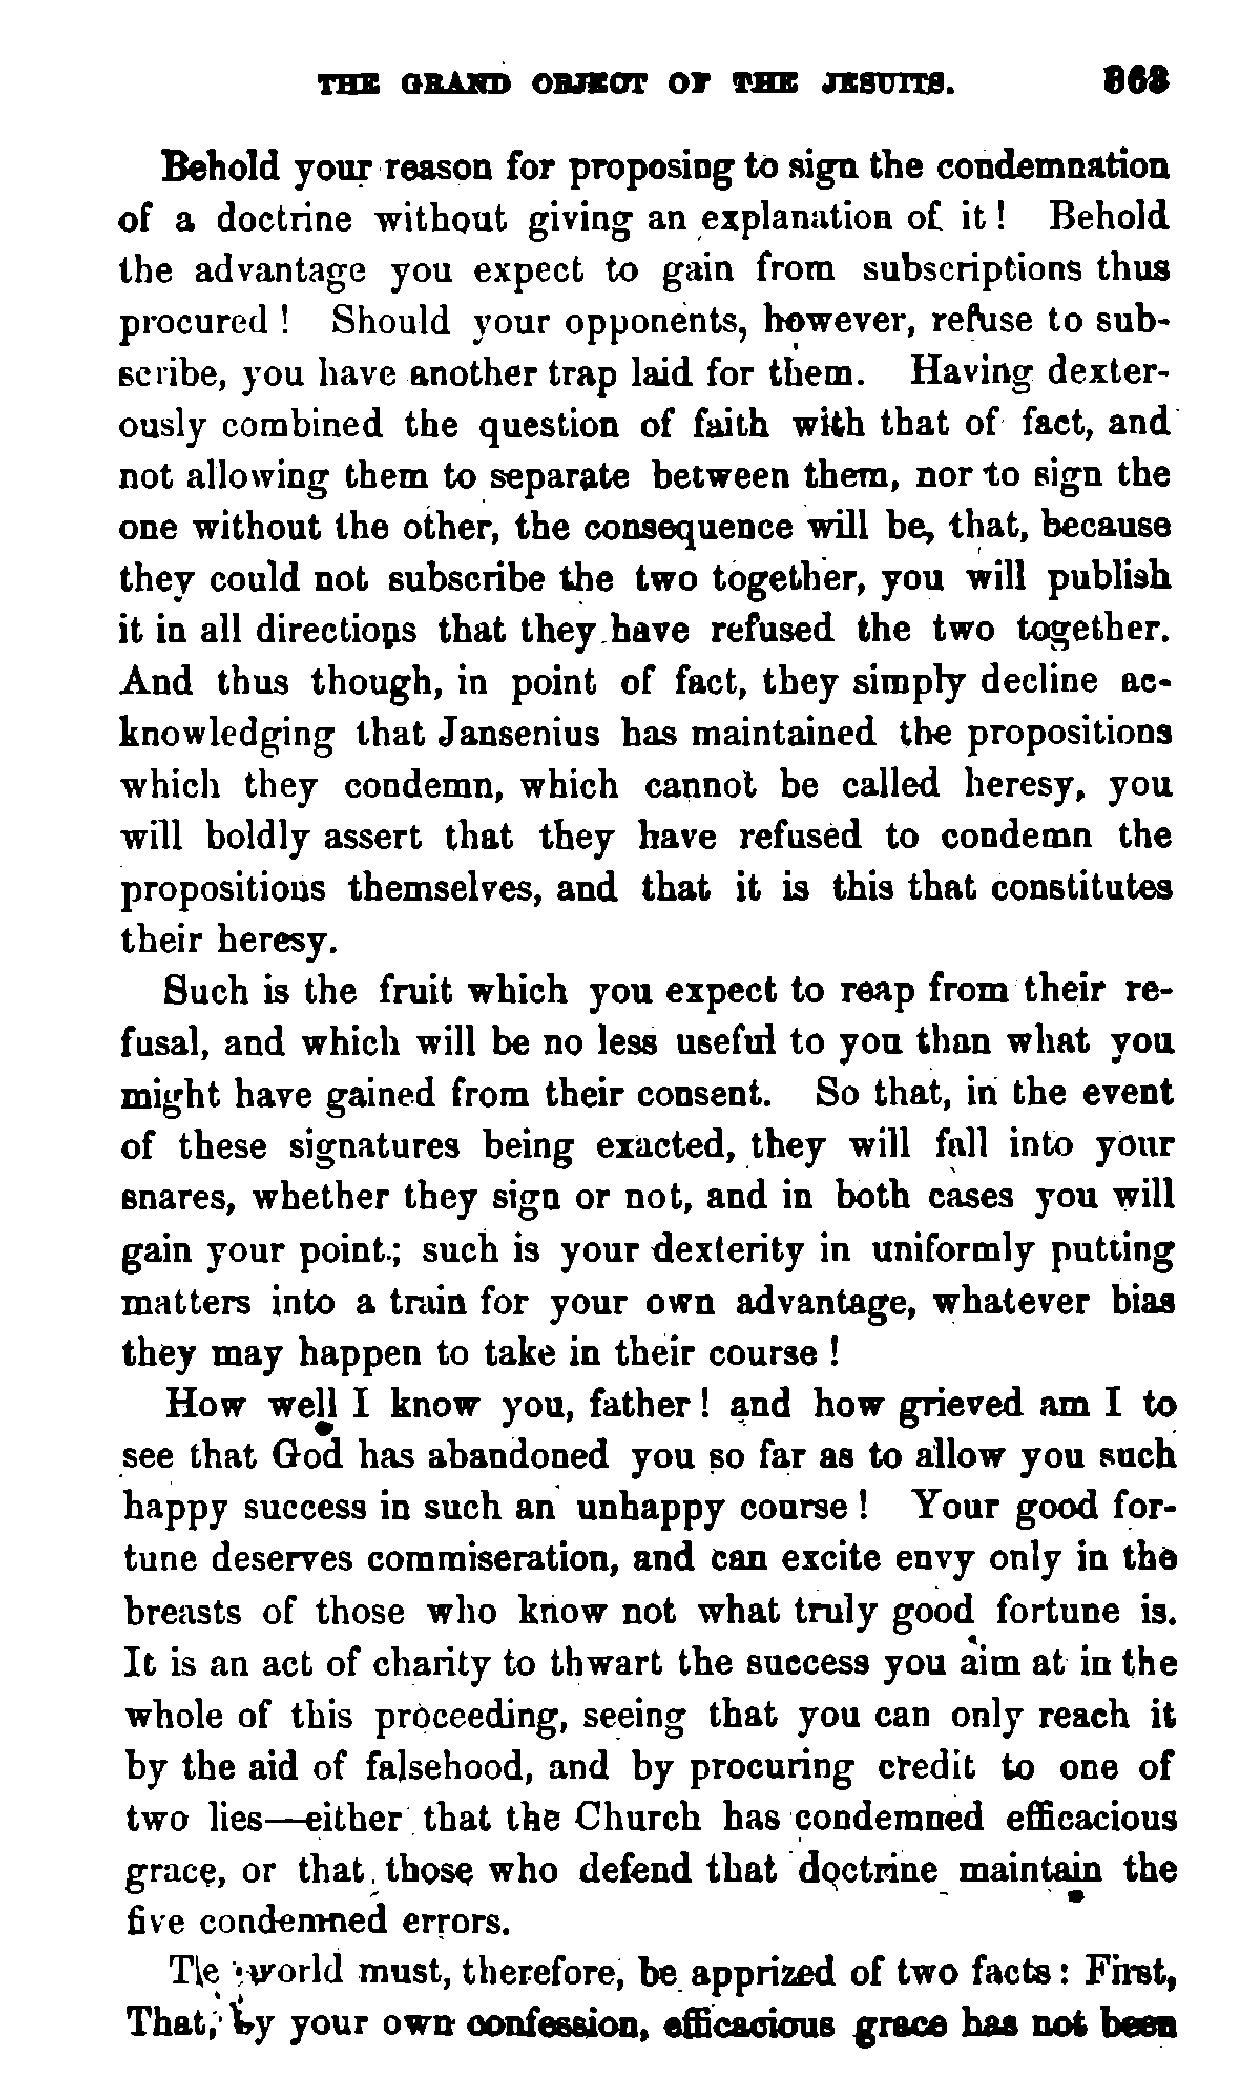 THE GRAND OBJECT OF THE JESUITS. 363
Behold your reason for proposing to sign the condemnation
of a doctrine without giving an explanation of it! Behold
the advantage you expect to gain from subscriptions thus
procured! Should your opponents, however, refuse to sub-
scribe, you have another trap laid for them. Having dexter-
ously combined the question of faith with that of fact, and
not allowing them to separate between them, nor to sign the
one without the other, the consequence will be, that, because
they could not subscribe the two together, you will publish
it in all directions that they have refused the two together.
And thus though, in point of fact, they simply decline ac-
knowledging that Jansenius has maintained the propositions
which they condemn, which cannot be called heresy, you
will boldly assert that they have refused to condemn the
propositions themselves, and that it is this that constitutes
their heresy.
Such is the fruit which you expect to reap from their re-
fusal, and which will be no less useful to you than what you
might have gained from their consent. So that, in the event
of these signatures being exacted, they will fall into your
snares, whether they sign or not, and in both cases you will
gain your point; such is your dexterity in uniformly putting
matters into a train for your own advantage, whatever bias
they may happen to take in their course!
How well I know you, father! and how grieved am I to
see that God has abandoned you so far as to allow you such
happy success in such an unhappy course! Your good for-
tune deserves commiseration, and can excite envy only in the
breasts of those who know not what truly good fortune is.
It is an act of charity to thwart the success you aim at in the
whole of this proceeding, seeing that you can only reach it
by the aid of falsehood, and by procuring credit to one of
two lies—either that the Church has condemned efficacious
grace, or that those who defend that doctrine maintain the
five condemned errors.
The world must, therefore, be apprized of two facts: First,
That, by your own confession, efficacious grace has not been